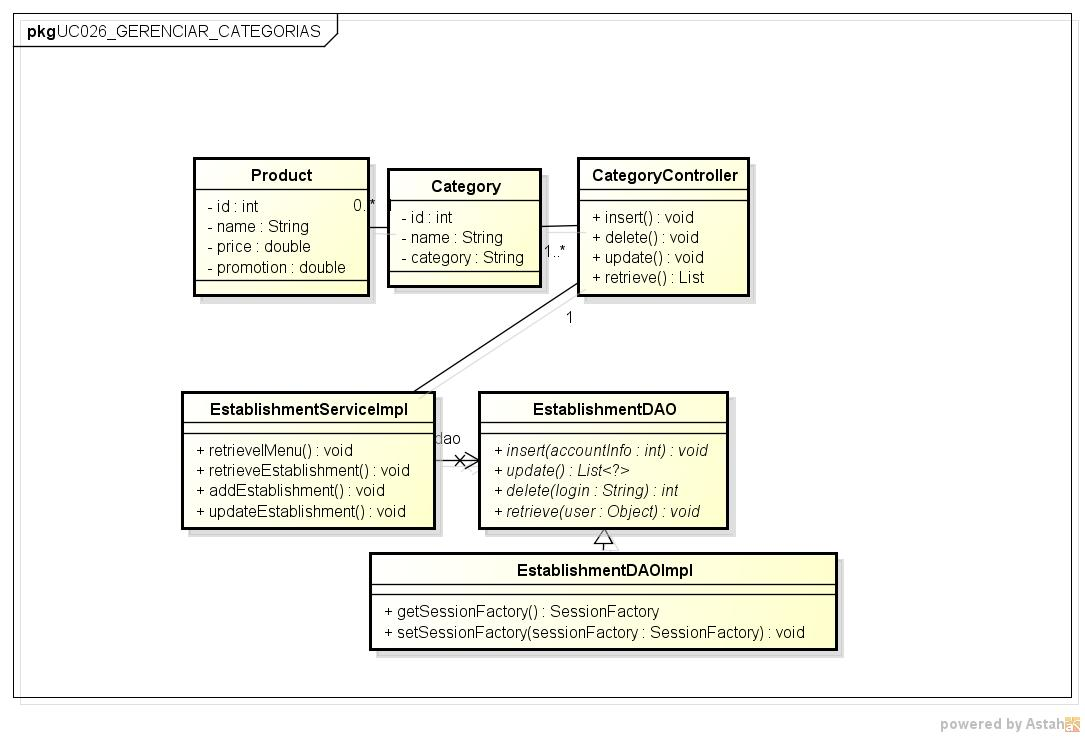 pkg UC026_GERENCIAR_CATEGORIAS
Product
- id : int
- name : String
- price : double
- promotion : double
0..*
1
Category
- id : int
- name : String
- category : String
1..*
CategoryController
+ insert() : void
+ delete() : void
+ update() : void
+ retrieve() : List
1
EstablishmentServiceImpl
+ retrievelMenu() : void
+ retrieveEstablishment() : void
+ addEstablishment() : void
+ updateEstablishment() : void
dao
EstablishmentDAO
+ insert(accountInfo : int) : void
+ update() : List<?>
+ delete(login : String) : int
+ retrieve(user : Object) : void
EstablishmentDAOImpl
+ getSessionFactory() : SessionFactory
+ setSessionFactory(sessionFactory : SessionFactory) : void
powered by Astah